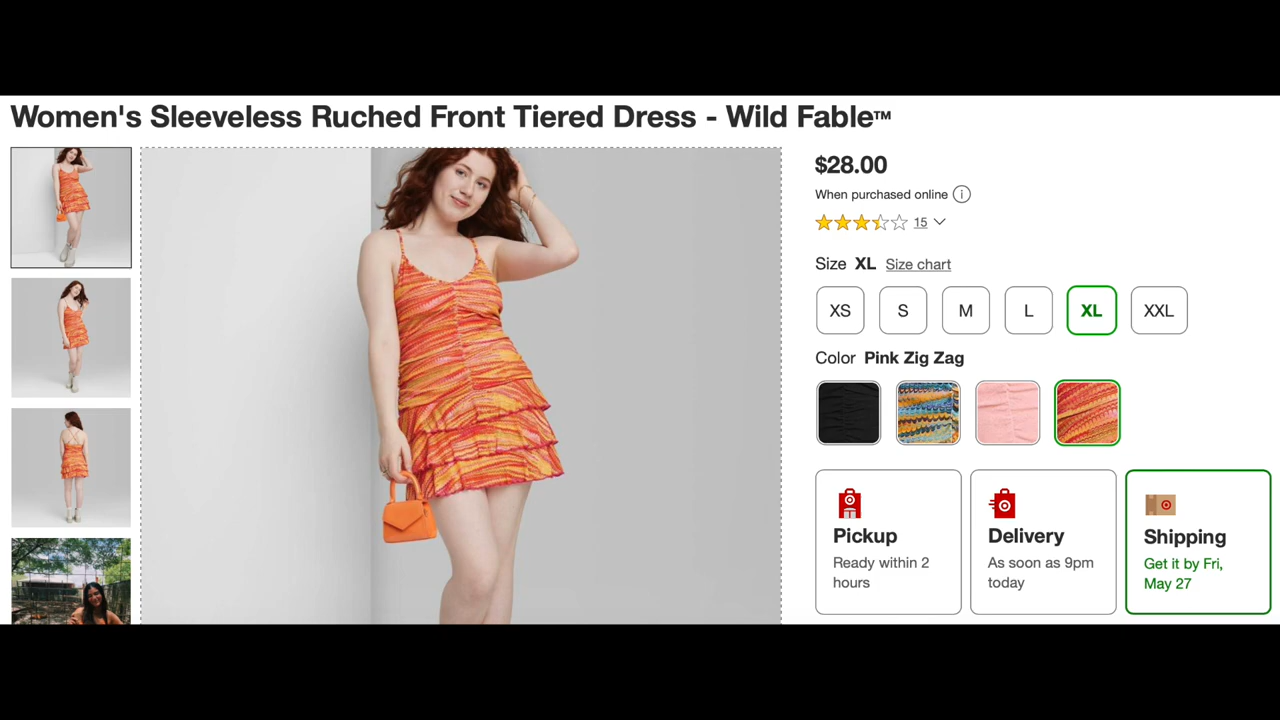 Women's Sleeveless Ruched Front Tiered Dress - Wild Fable™
$28.00
When purchased online
15
Size XL Size chart
XS S M L XL XXL
Color Pink Zig Zag
Pickup
Ready within 2
hours
Delivery
As soon as 9pm
today
Shipping
Get it by Fri,
May 27